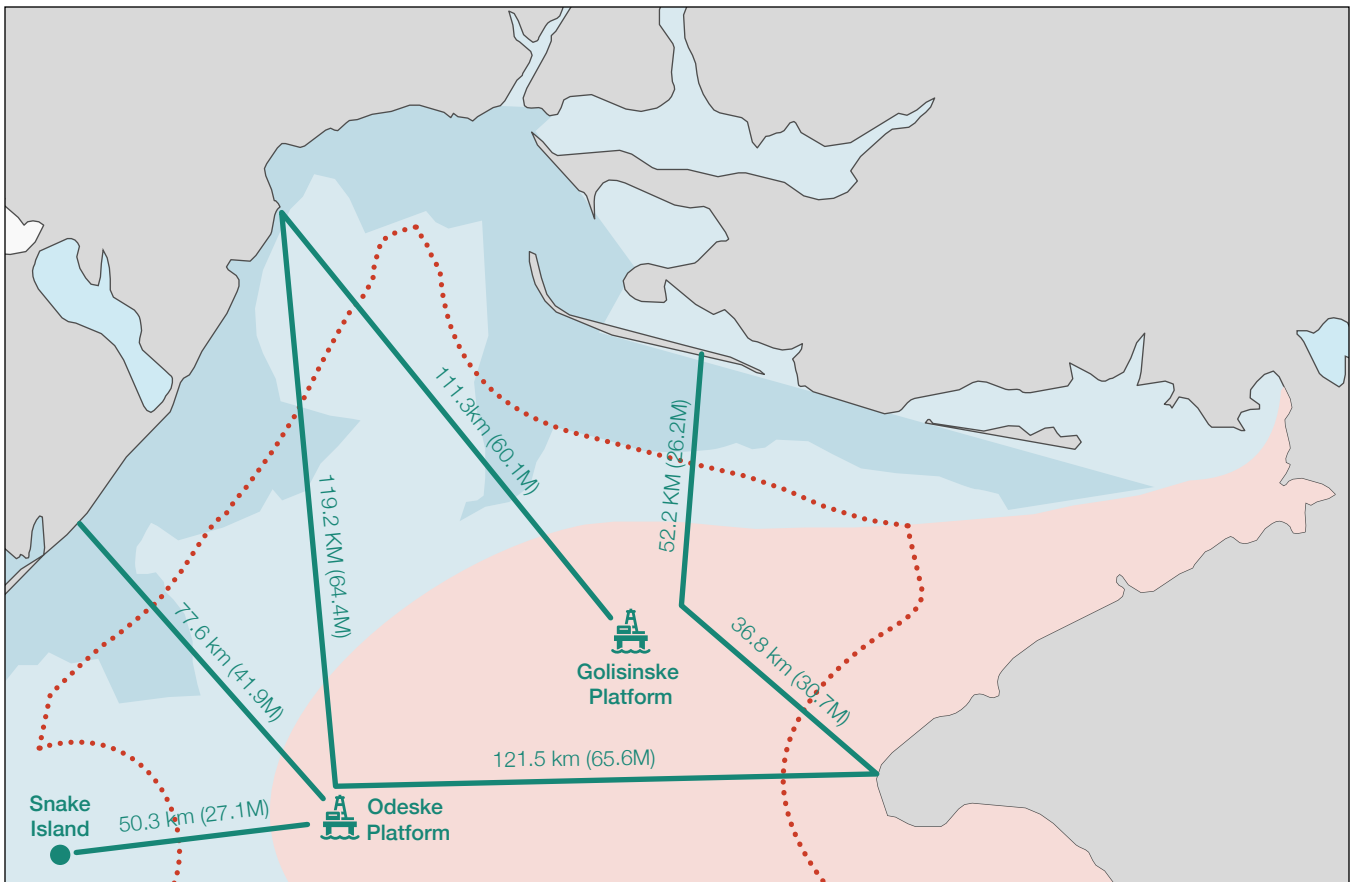 111.3km (60.1M)
52.2 KM (26.2M)
119.2 KM (64.4M)
77.6 km (41.9M)
36.8 km (30.7M)
Golisinske
Platform
121.5 km (65.6M)
Snake
Island
50.3 km (27.1M)
Odeske
Platform